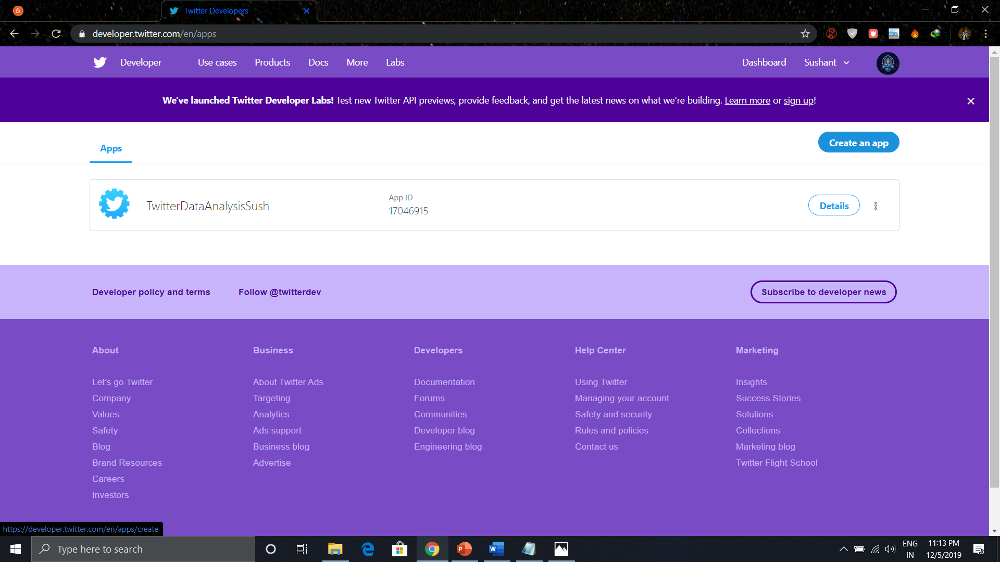 Twitter Developers
developer.twitter.com/en/apps
Developer Use cases Products Docs More Labs Dashboard Sushant
We've launched Twitter Developer Labs! Test new Twitter API previews, provide feedback, and get the latest news on what we're building. Learn more or sign up!
Apps
Create an app
TwitterDataAnalysisSush
App ID
17046915
Details
Developer policy and terms Follow @twitterdev Subscribe to developer news
About
Let’s go Twitter
Company
Values
Safety
Blog
Brand Resources
Careers
Investors
Business
About Twitter Ads
Targeting
Analytics
Ads support
Business blog
Advertise
Developers
Documentation
Forums
Communities
Developer blog
Engineering blog
Help Center
Using Twitter
Managing your account
Safety and security
Rules and policies
Contact us
Marketing
Insights
Success Stories
Solutions
Collections
Marketing blog
Twitter Flight School
https://developer.twitter.com/en/apps/create
Type here to search
ENG
IN
11:13 PM
12/5/2019